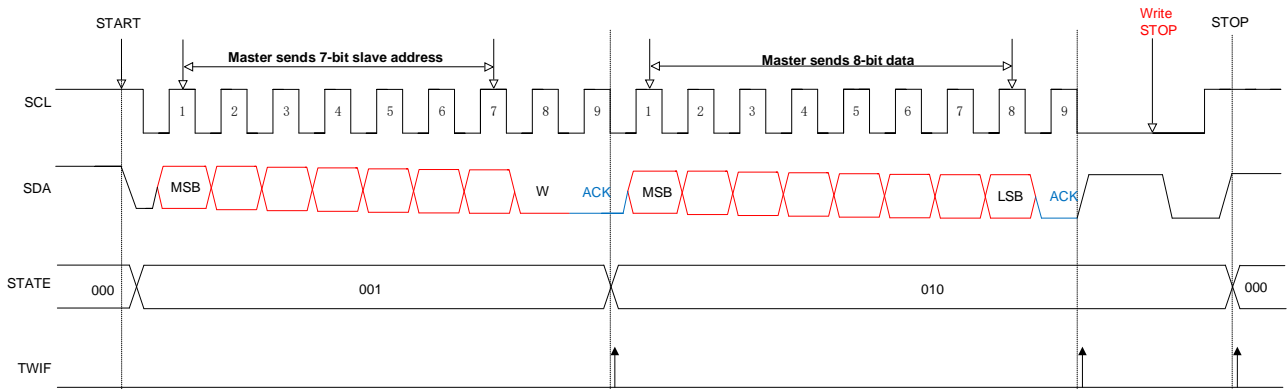 START
Write
STOP
STOP
Master sends 7-bit slave address
Master sends 8-bit data
SCL
1 2 3 4 5 6 7 8 9 1 2 3 4 5 6 7 8 9
SDA
MSB W ACK MSB LSB ACK
STATE
000 001 010 000
TWIF